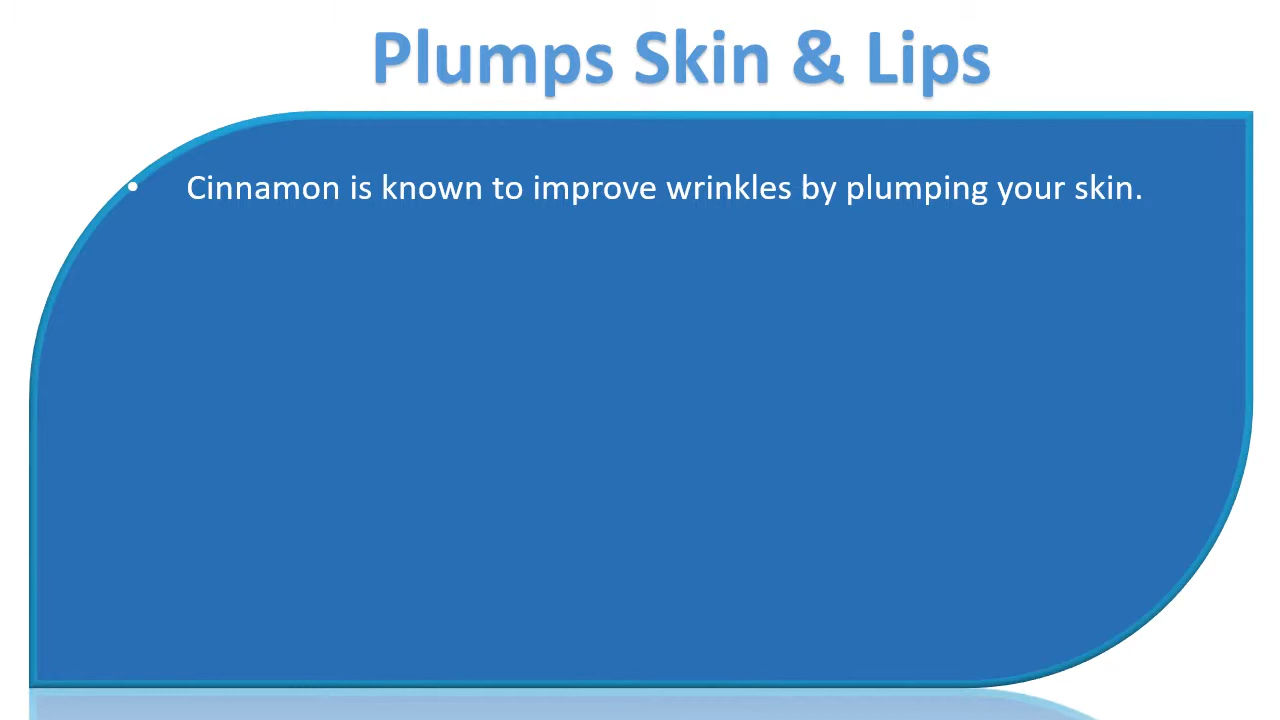 Plumps Skin & Lips
• Cinnamon is known to improve wrinkles by plumping your skin.